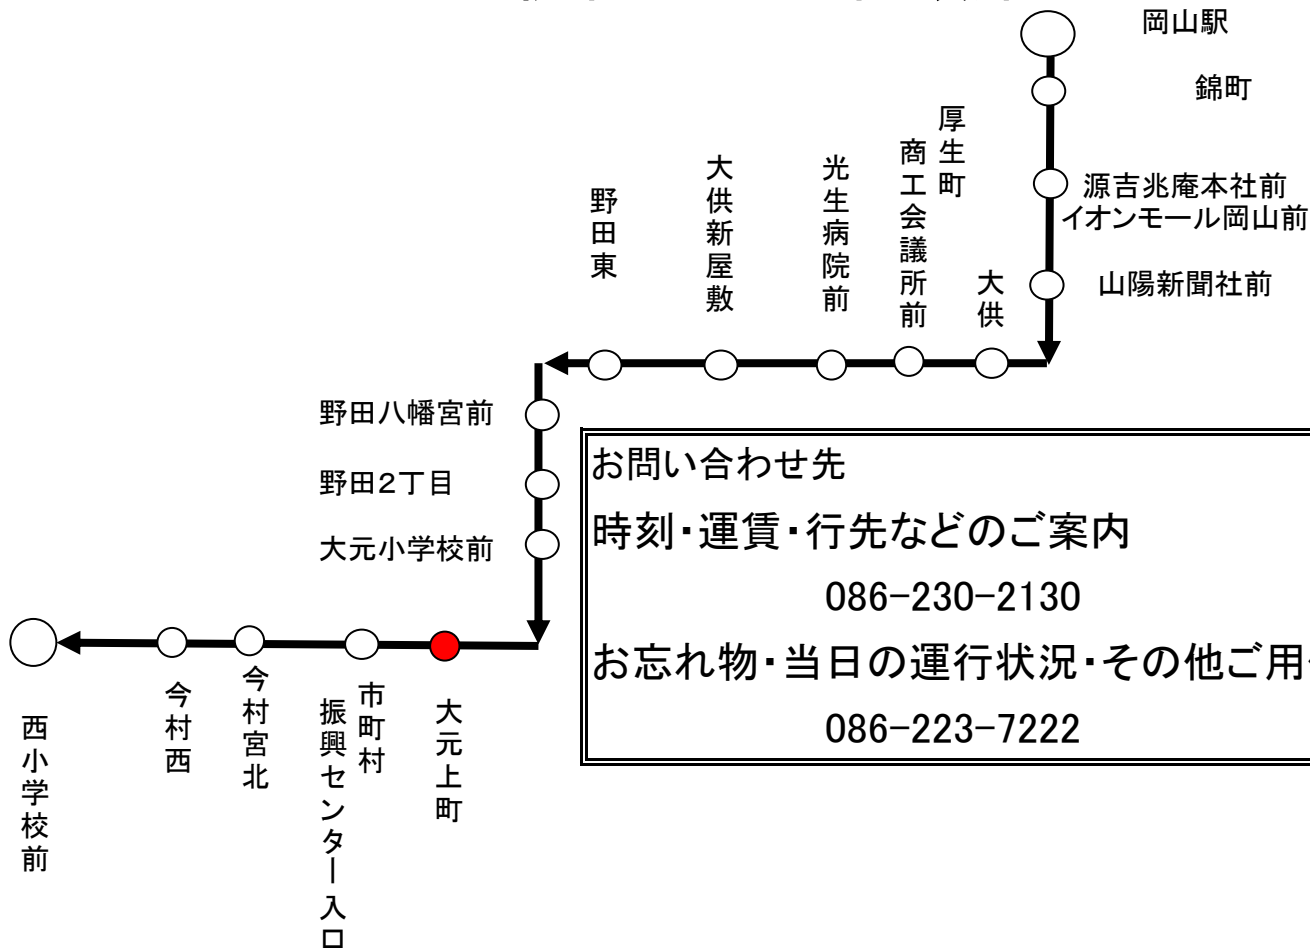 岡山駅
錦町
源吉兆庵本社前
イオンモール岡山前
山陽新聞社前
大供
厚生町
商工会議所前
光生病院前
大供新屋敷
野田東
野田八幡宮前
野田2丁目
大元小学校前
大元上町
市町村
振興センター入口
今村宮北
今村西
西小学校前
お問い合わせ先
時刻・運賃・行先などのご案内
086-230-2130
お忘れ物・当日の運行状況・その他ご用
086-223-7222